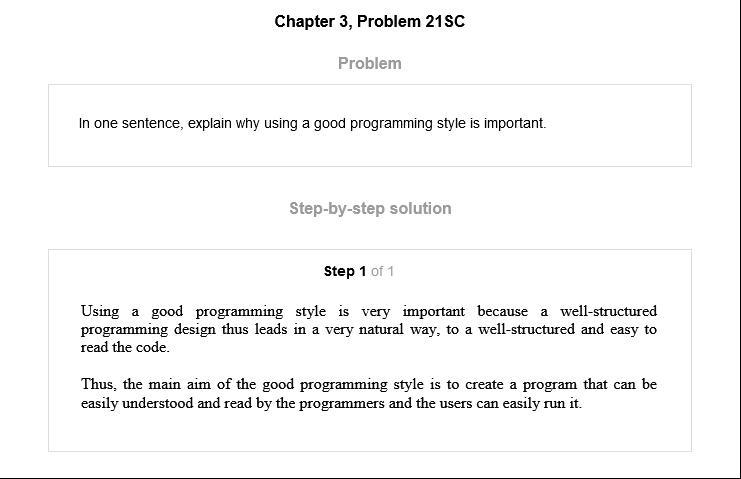 Chapter 3, Problem 21SC
Problem
In one sentence, explain why using a good programming style is important.
Step-by-step solution
Step 1 of 1
Using a good programming style is very important because a well-structured
programming design thus leads in a very natural way, to a well-structured and easy to
read the code.
Thus, the main aim of the good programming style is to create a program that can be
easily understood and read by the programmers and the users can easily run it.